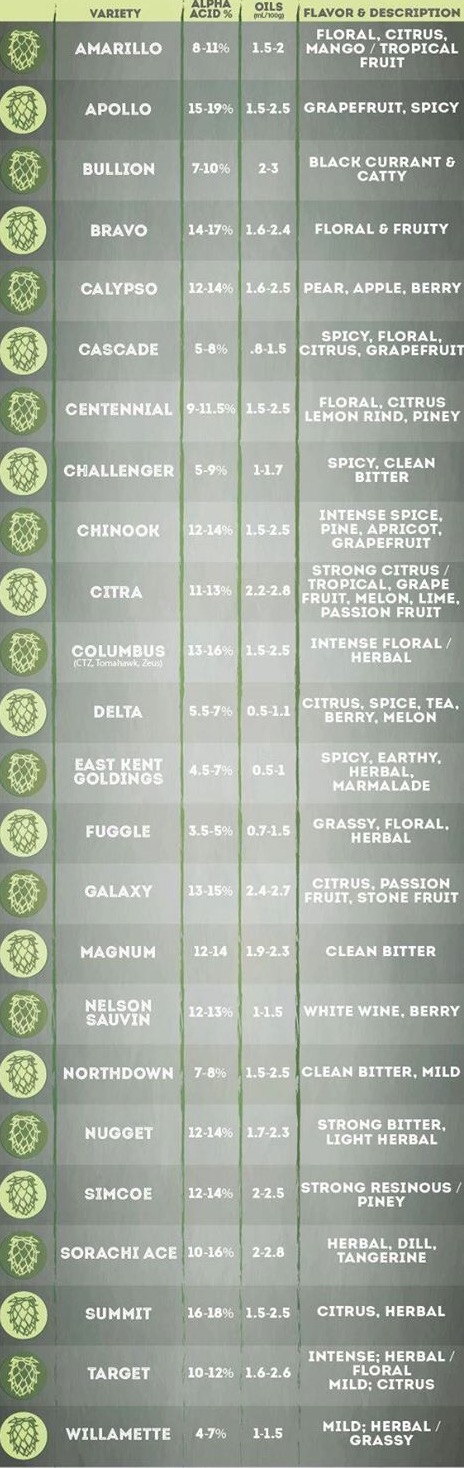 VARIETY ALPHA ACID % OILS (mL/100g) FLAVOR & DESCRIPTION
AMARILLO 8-11% 1.5-2 FLORAL, CITRUS,
MANGO / TROPICAL
FRUIT
APOLLO 15-19% 1.5-2.5 GRAPEFRUIT, SPICY
BULLION 7-10% 2-3 BLACK CURRANT &
CATTY
BRAVO 14-17% 1.6-2.4 FLORAL & FRUITY
CALYPSO 12-14% 1.6-2.5 PEAR, APPLE, BERRY
CASCADE 5-8% .8-1.5 SPICY, FLORAL,
CITRUS, GRAPEFRUIT
CENTENNIAL 9-11.5% 1.5-2.5 FLORAL, CITRUS
LEMON RIND, PINEY
CHALLENGER 5-9% 1-1.7 SPICY, CLEAN
BITTER
CHINOOK 12-14% 1.5-2.5 INTENSE SPICE,
PINE, APRICOT,
GRAPEFRUIT
CITRA 11-13% 2.2-2.8 STRONG CITRUS /
TROPICAL, GRAPE
FRUIT, MELON, LIME,
PASSION FRUIT
COLUMBUS 13-16% 1.5-2.5 INTENSE FLORAL /
(CTZ, Tomahawk, Zeus) HERBAL
DELTA 5.5-7% 0.5-1.1 CITRUS, SPICE, TEA,
BERRY, MELON
EAST KENT
GOLDINGS 4.5-7% 0.5-1 SPICY, EARTHY,
HERBAL,
MARMALADE
FUGGLE 3.5-5% 0.7-1.5 GRASSY, FLORAL,
HERBAL
GALAXY 13-15% 2.4-2.7 CITRUS, PASSION
FRUIT, STONE FRUIT
MAGNUM 12-14 1.9-2.3 CLEAN BITTER
NELSON
SAUVIN 12-13% 1-1.5 WHITE WINE, BERRY
NORTHDOWN 7-8% 1.5-2.5 CLEAN BITTER, MILD
NUGGET 12-14% 1.7-2.3 STRONG BITTER,
LIGHT HERBAL
SIMCOE 12-14% 2-2.5 STRONG RESINOUS /
PINEY
SORACHI ACE 10-16% 2-2.8 HERBAL, DILL,
TANGERINE
SUMMIT 16-18% 1.5-2.5 CITRUS, HERBAL
TARGET 10-12% 1.6-2.6 INTENSE; HERBAL /
FLORAL
MILD; CITRUS
WILLAMETTE 4-7% 1-1.5 MILD; HERBAL /
GRASSY